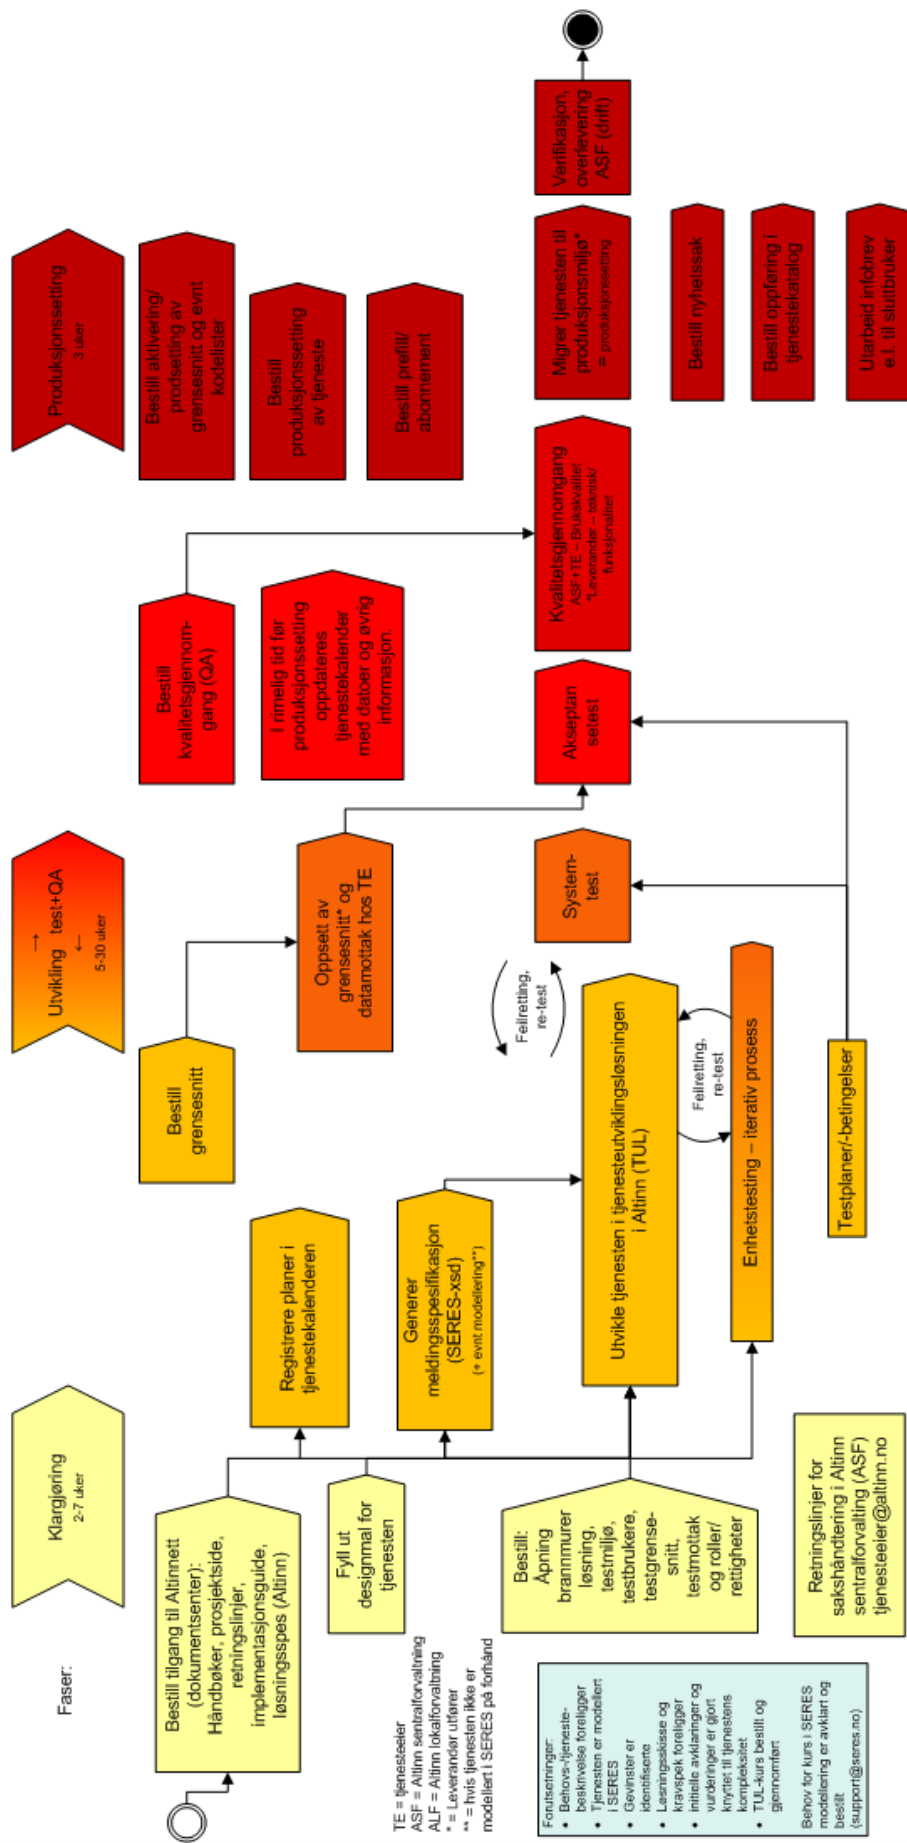 Faser:
Klargjøring
2-7 uker
Utvikling → test+QA
←
5-30 uker
Produksjonssetting
3 uker
Bestill tilgang til Altinnett
(dokumentsenter):
Håndbøker, prosjektside,
retningslinjer,
implementasjonsguide,
løsningsspes (Altinn)
Fyll ut
designmal for
tjenesten
Bestill:
Åpning
brannmurer
løsning,
testmiljø,
testbrukere,
testgrense-
snitt,
testmottak
og roller/
rettigheter
Retningslinjer for
sakshåndtering i Altinn
sentralforvalting (ASF)
tjenesteeier@altinn.no
TE = tjenesteeier
ASF = Altinn sentralforvaltning
ALF = Altinn lokalforvaltning
* = Leverandør utfører
** = hvis tjenesten ikke er
modellert i SERES på forhånd
Forutsetninger:
• Behovs-/tjeneste-
beskrivelse foreligger
• Tjenesten er modellert
i SERES
• Gevinster er
identifiserte
• Løsningsskisse og
kravspek foreligger
• initielle avklaringer og
vurderinger er gjort
knyttet til tjenestens
kompleksitet
• TUL-kurs bestilt og
gjennomført
Behov for kurs i SERES
modellering er avklart og
bestilt
(support@seres.no)
Bestill
grensesnitt
Registrere planer i
tjenestekalenderen
Generer
meldingsspesifikasjon
(SERES-xsd)
(+ evnt modellering**)
Utvikle tjenesten i tjenesteutviklingsløsningen
i Altinn (TUL)
Feilretting,
re-test
Enhetstesting – iterativ prosess
Testplaner/-betingelser
Oppsett av
grensesnitt* og
datamottak hos TE
Feilretting,
re-test
System-
test
Bestill
kvalitetsgjennom-
gang (QA)
I rimelig tid før
produksjonssetting
oppdateres
tjenestekalender
med datoer og øvrig
informasjon.
Akseptan
setest
Kvalitetsgjennomgang
ASF+TE – Brukskvalitet
*Leverandør – teknisk/
funksjonalitet
Bestill aktivering/
prodsetting av
grensesnitt og evnt
kodelister
Bestill
produksjonssetting
av tjeneste
Bestill prefill/
abonnement
Migrer tjenesten til
produksjonsmiljø*
= produksjonesetting
Verifikasjon,
overlevering
ASF (drift)
Bestill nyhetssak
Bestill oppføring i
tjenestekatalog
Utarbeid infobrev
e.l. til sluttbruker